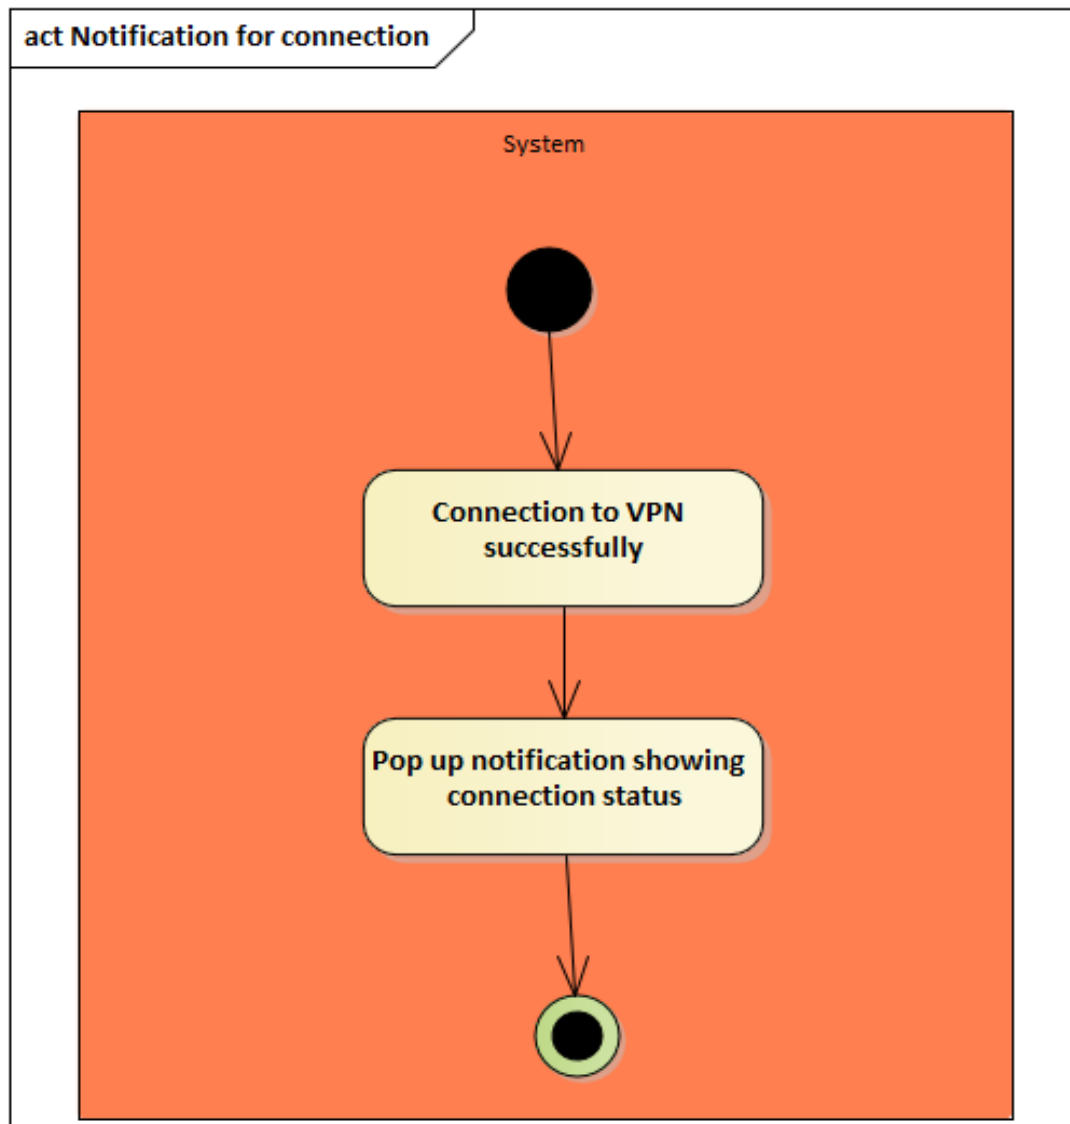 act Notification for connection
System
Connection to VPN
successfully
Pop up notification showing
connection status